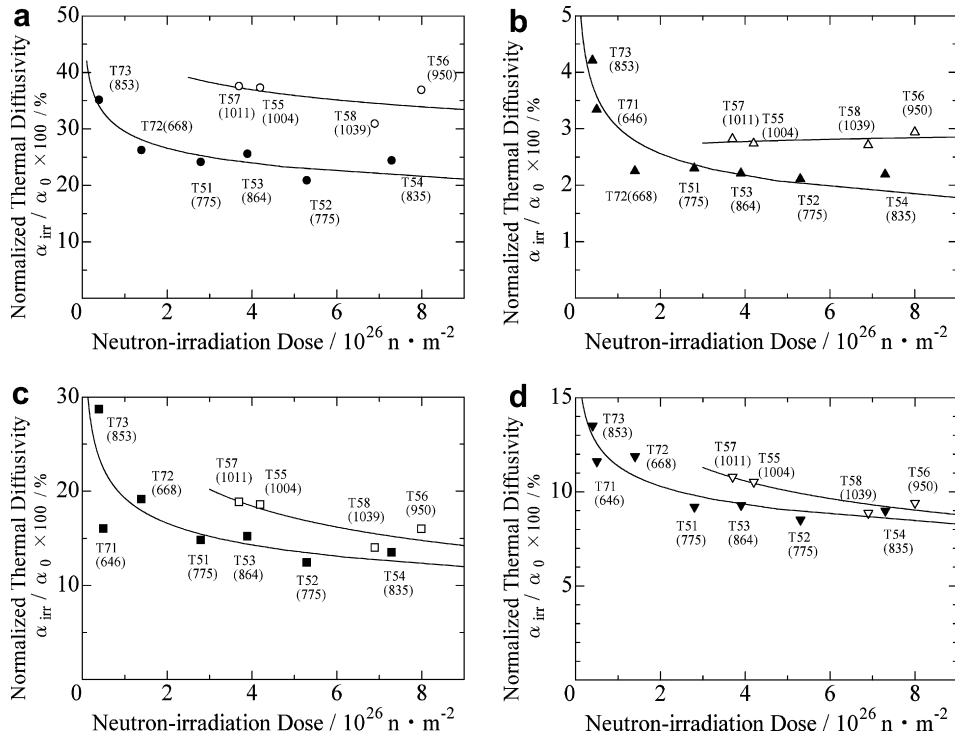 a
50
40
30
20
10
0
2
4
6
8
Normalized Thermal Diffusivity
α irr / α 0 ×100 / %
Neutron-irradiation Dose / 10^26 n・m^-2
T73
(853)
T72(668)
T51
(775)
T53
(864)
T52
(775)
T54
(835)
T57
(1011)
T55
(1004)
T58
(1039)
T56
(950)
b
5
4
3
2
1
0
2
4
6
8
Normalized Thermal Diffusivity
α irr / α 0 ×100 / %
Neutron-irradiation Dose / 10^26 n・m^-2
T73
(853)
T71
(646)
T72(668)
T51
(775)
T53
(864)
T52
(775)
T54
(835)
T57
(1011)
T55
(1004)
T58
(1039)
T56
(950)
c
30
20
10
0
2
4
6
8
Normalized Thermal Diffusivity
α irr / α 0 ×100 / %
Neutron-irradiation Dose / 10^26 n・m^-2
T73
(853)
T72
(668)
T71
(646)
T51
(775)
T53
(864)
T52
(775)
T54
(835)
T57
(1011)
T55
(1004)
T58
(1039)
T56
(950)
d
15
10
5
0
2
4
6
8
Normalized Thermal Diffusivity
α irr / α 0 ×100 / %
Neutron-irradiation Dose / 10^26 n・m^-2
T73
(853)
T72
(668)
T71
(646)
T51
(775)
T53
(864)
T52
(775)
T54
(835)
T57
(1011)
T55
(1004)
T58
(1039)
T56
(950)